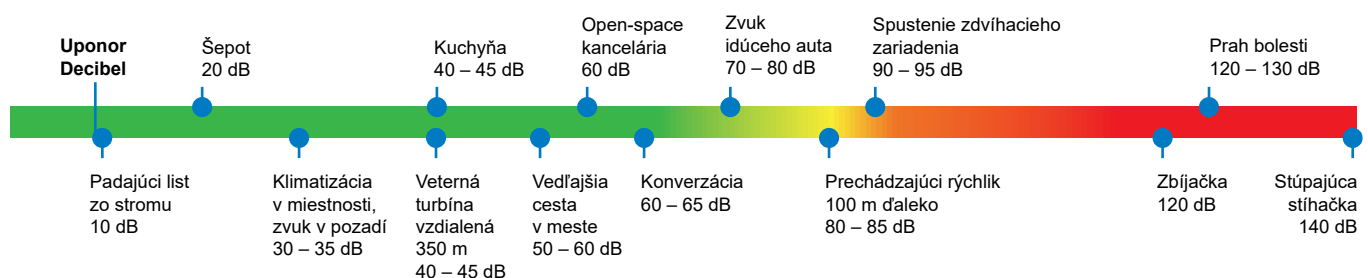 Uponor
Decibel
Šepot
20 dB
Kuchyňa
40 – 45 dB
Open-space
kancelária
60 dB
Zvuk
idúceho auta
70 – 80 dB
Spustenie zdvíhacieho
zariadenia
90 – 95 dB
Prah bolesti
120 – 130 dB
Padajúci list
zo stromu
10 dB
Klimatizácia
v miestnosti,
zvuk v pozadí
30 – 35 dB
Veterná
turbína
vzdialená
350 m
40 – 45 dB
Vedľajšia
cesta
v meste
50 – 60 dB
Konverzácia
60 – 65 dB
Prechádzajúci rýchlik
100 m ďaleko
80 – 85 dB
Zbíjačka
120 dB
Stúpajúca
stíhačka
140 dB